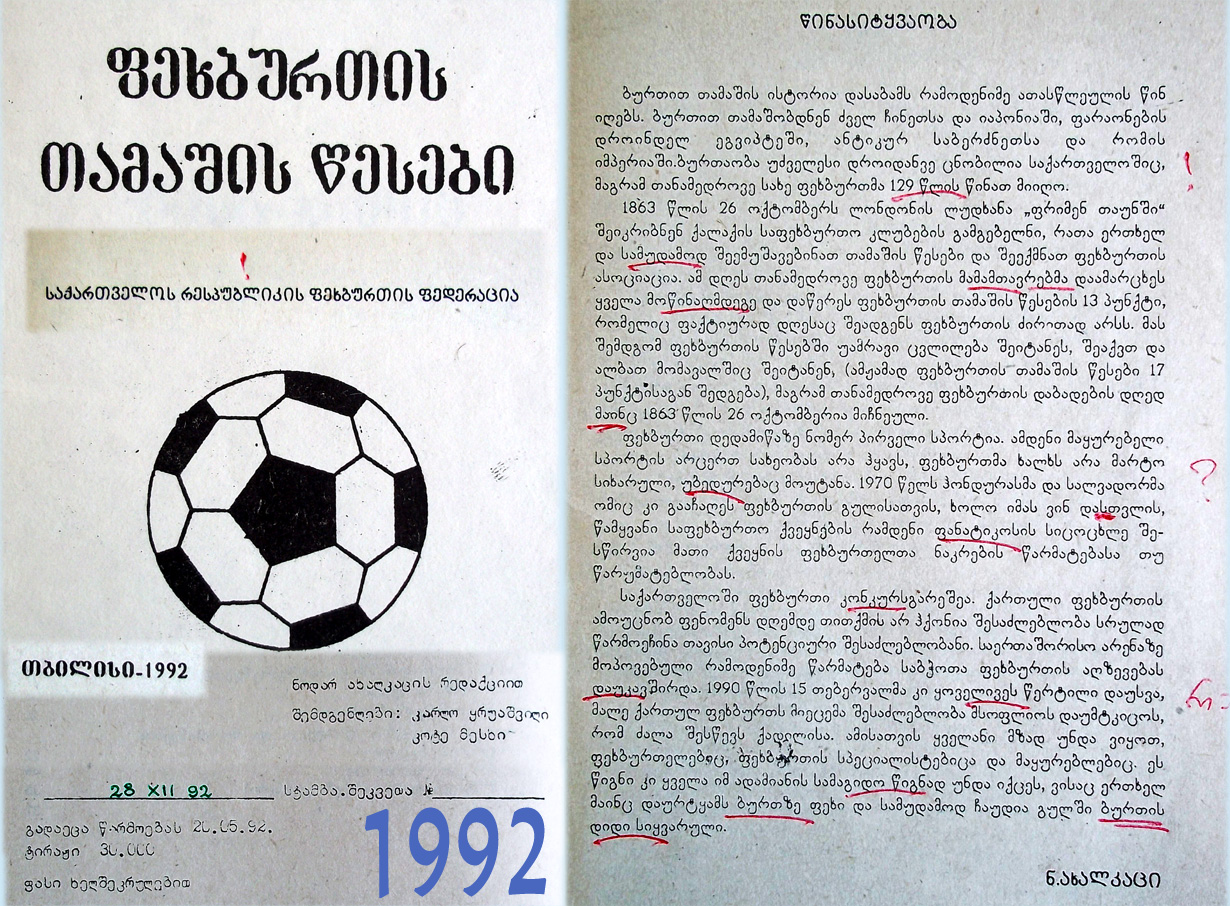 ფეხბურთის
თამაშის წესები
საქართველოს რესპუბლიკის ფეხბურთის ფედერაცია
თბილისი-1992
ნოდარ ახალკაცის რედაქციით
შემდგენლები: კარლო ყრუაშვილი
კოტე მესხი
28 XII 92 სტამბა.შეკვეთა №
გადაეცა წარმოებას 20.05.92.
ტირაჟი 30.000
ფასი ხელშეკრულებით
1992
წინასიტყვაობა
ბურთით თამაშის ისტორია დასაბამს რამოდენიმე ათასწლეულის წინ
იღებს. ბურთით თამაშობდნენ ძველ ჩინეთსა და იაპონიაში, ფარაონების
დროინდელ ეგვიპტეში, ანტიკურ საბერძნეთსა და რომის
იმპერიაში.ბურთაობა უძველესი დროიდანვე ცნობილია საქართველოშიც, !
მაგრამ თანამედროვე სახე ფეხბურთმა 129 წლის წინათ მიიღო.
1863 წლის 26 ოქტომბერს ლონდონის ლუდხანა „ფრიმენ თაუნში“
შეიკრიბნენ ქალაქის საფეხბურთო კლუბების გამგებელნი, რათა ერთხელ
და სამუდამოდ შეემუშავებინათ თამაშის წესები და შეექმნათ ფეხბურთის
ასოციაცია. ამ დღეს თანამედროვე ფეხბურთის მამამთავრებმა დაამარცხეს
ყველა მოწინაღმდეგე და დაწერეს ფეხბურთის თამაშის წესების 13 პუნქტი,
რომელიც ფაქტიურად დღესაც შეადგენს ფეხბურთის ძირითად არსს. მას
შემდგომ ფეხბურთის წესებში უამრავი ცვლილება შეიტანეს, შეაქვთ და
ალბათ მომავალშიც შეიტანენ, (ამჟამად ფეხბურთის თამაშის წესები 17
პუნქტისაგან შედგება), მაგრამ თანამედროვე ფეხბურთის დაბადების დღედ
მაინც 1863 წლის 26 ოქტომბერია მიჩნეული.
ფეხბურთი დედამიწაზე ნომერ პირველი სპორტია. ამდენი მაყურებელი
სპორტის არცერთ სახეობას არა ჰყავს, ფეხბურთმა ხალხს არა მარტო
სიხარული, უბედურებაც მოუტანა. 1970 წელს ჰონდურასმა და სალვადორმა ?
ომიც კი გააჩაღეს ფეხბურთის გულისათვის, ხოლო იმას ვინ დასთვლის,
წამყვანი საფეხბურთო ქვეყნების რამდენი ფანატიკოსის სიცოცხლე შე-
სწირვია მათი ქვეყნის ფეხბურთელთა ნაკრების წარმატებასა თუ
წარუმატებლობას.
საქართველოში ფეხბურთი კონკურსგარეშეა. ქართული ფეხბურთის
ამოუცნობ ფენომენს დღემდე თითქმის არ ჰქონია შესაძლებლობა სრულად
წარმოეჩინა თავისი პოტენციური შესაძლებლობანი. საერთაშორისო არენაზე
მოპოვებული რამოდენიმე წარმატება საბჭოთა ფეხბურთის აღზევებას
დაუკავშირდა. 1990 წლის 15 თებერვალმა კი ყოველივეს წერტილი დაუსვა,
მალე ქართულ ფეხბურთს მიეცემა შესაძლებლობა მსოფლიოს დაუმტკიცოს,
რომ ძალა შესწევს ქადილისა. ამისათვის ყველანი მზად უნდა ვიყოთ,
ფეხბურთელებიც, ფეხბურთის სპეციალისტებიცა და მაყურებლებიც. ეს
წიგნი კი ყველა იმ ადამიანის სამაგიდო წიგნად უნდა იქცეს, ვისაც ერთხელ
მაინც დაურტყამს ბურთზე ფეხი და სამუდამოდ ჩაუდია გულში ბურთის
დიდი სიყვარული.
ნ.ახალკაცი